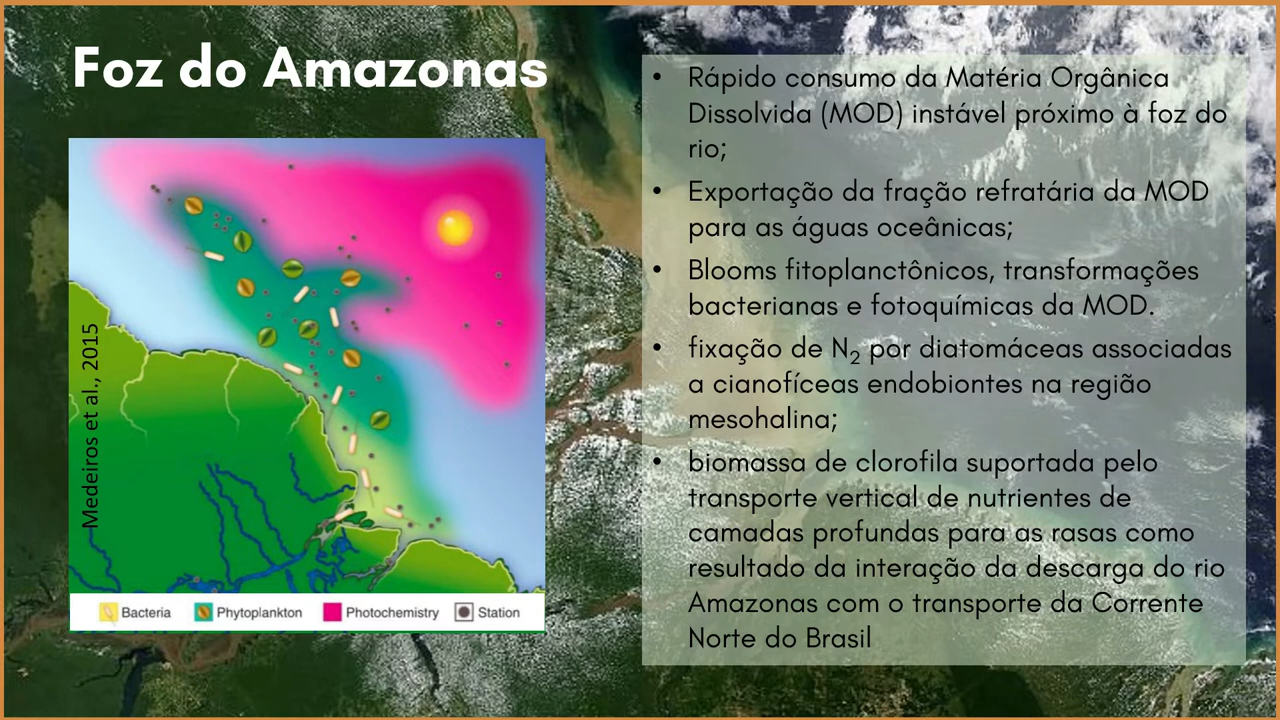 Foz do Amazonas
Medeiros et al., 2015
Bacteria Phytoplankton Photochemistry Station
• Rápido consumo da Matéria Orgânica
Dissolvida (MOD) instável próximo à foz do
rio;
• Exportação da fração refratária da MOD
para as águas oceânicas;
• Blooms fitoplanctônicos, transformações
bacterianas e fotoquímicas da MOD.
• fixação de N₂ por diatomáceas associadas
a cianofíceas endobiontes na região
mesohalina;
• biomassa de clorofila suportada pelo
transporte vertical de nutrientes de
camadas profundas para as rasas como
resultado da interação da descarga do rio
Amazonas com o transporte da Corrente
Norte do Brasil